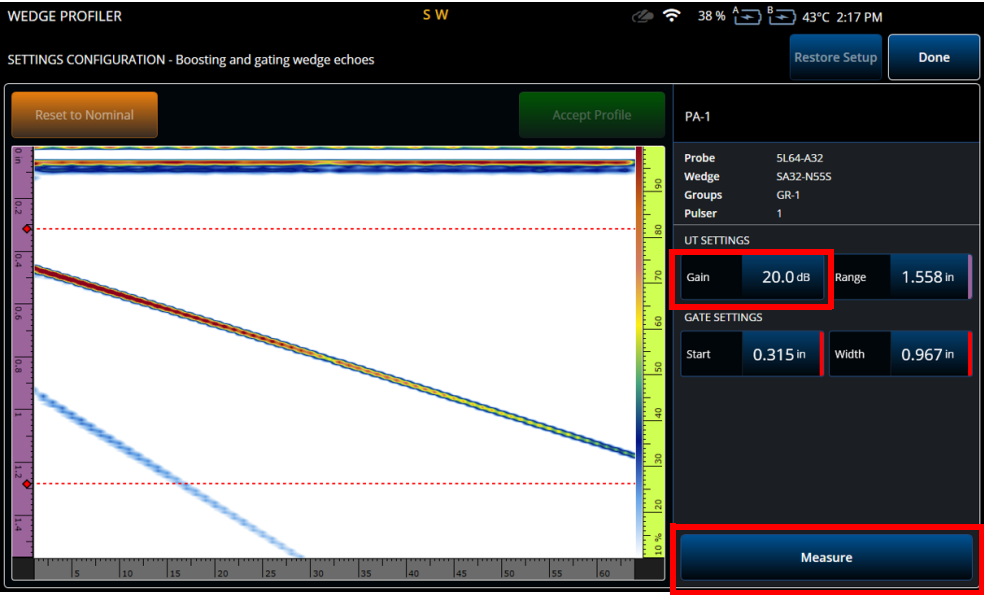 WEDGE PROFILER
S W
38 %
A
B
43°C 2:17 PM
SETTINGS CONFIGURATION - Boosting and gating wedge echoes
Restore Setup
Done
Reset to Nominal
Accept Profile
PA-1
Probe 5L64-A32
Wedge SA32-N55S
Groups GR-1
Pulser 1
UT SETTINGS
Gain 20.0 dB
Range 1.558 in
GATE SETTINGS
Start 0.315 in
Width 0.967 in
Measure
0 in
0.2
0.4
0.6
0.8
1
1.2
1.4
90
80
70
60
50
40
30
20
10 %
5 10 15 20 25 30 35 40 45 50 55 60